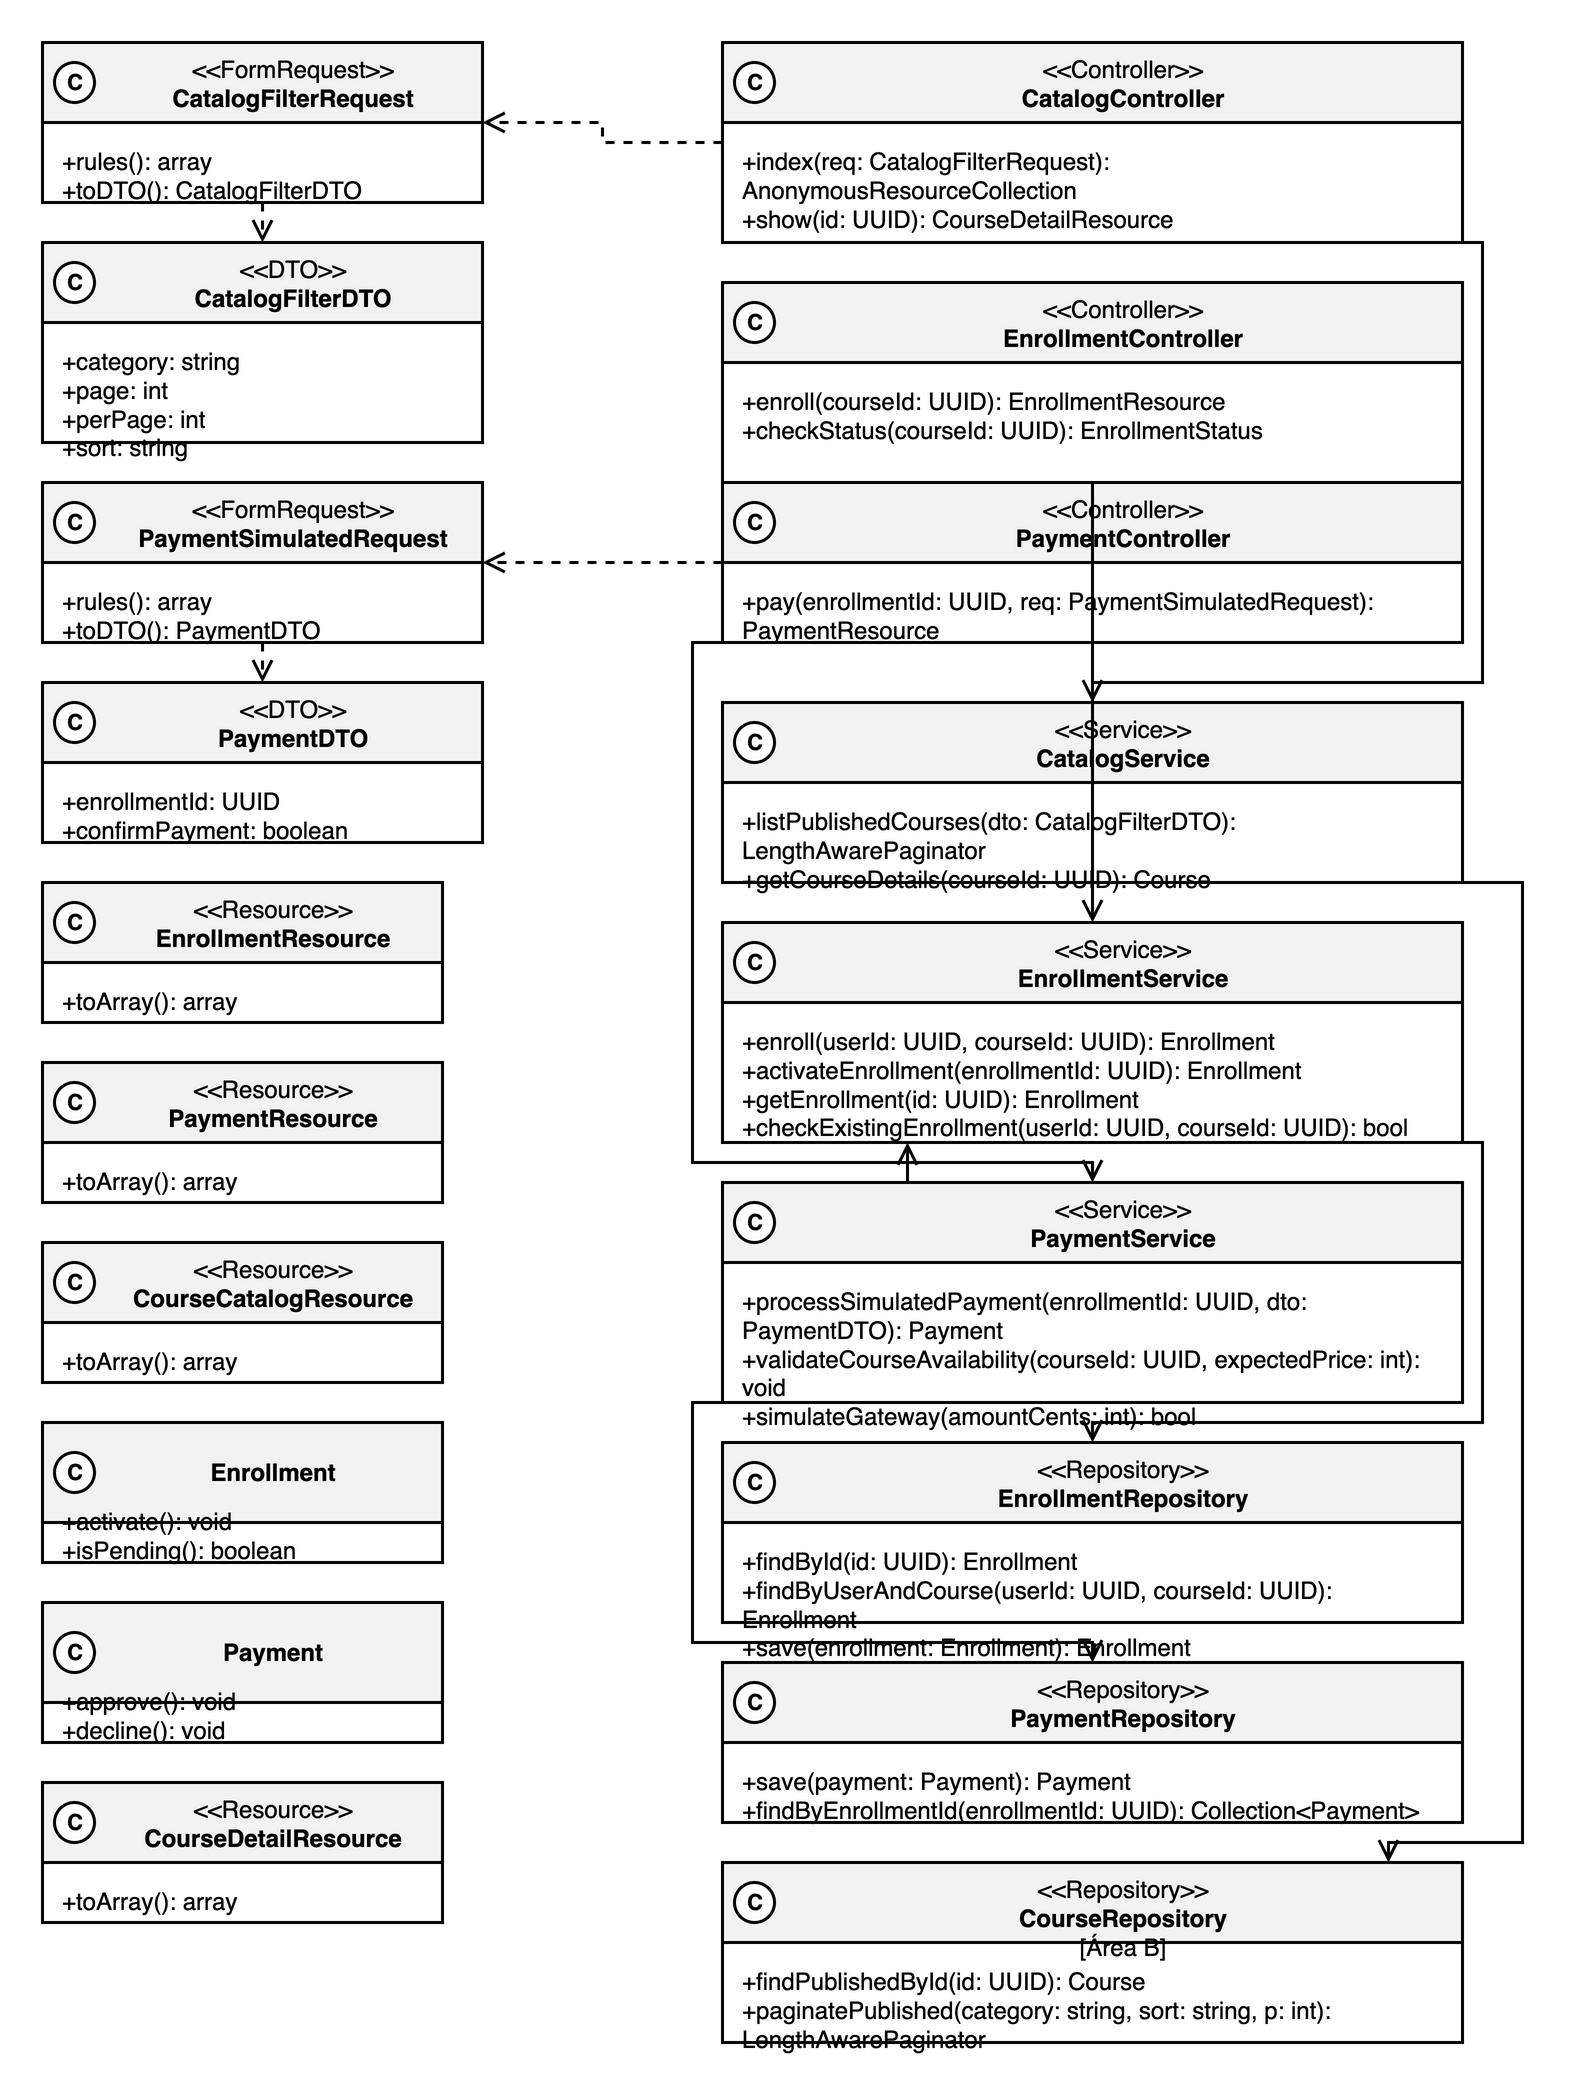 C
<<FormRequest>>
CatalogFilterRequest
+rules(): array
+toDTO(): CatalogFilterDTO
C
<<DTO>>
CatalogFilterDTO
+category: string
+page: int
+perPage: int
+sort: string
C
<<FormRequest>>
PaymentSimulatedRequest
+rules(): array
+toDTO(): PaymentDTO
C
<<DTO>>
PaymentDTO
+enrollmentId: UUID
+confirmPayment: boolean
C
<<Resource>>
EnrollmentResource
+toArray(): array
C
<<Resource>>
PaymentResource
+toArray(): array
C
<<Resource>>
CourseCatalogResource
+toArray(): array
C
Enrollment
+activate(): void
+isPending(): boolean
C
Payment
+approve(): void
+decline(): void
C
<<Resource>>
CourseDetailResource
+toArray(): array
C
<<Controller>>
CatalogController
+index(req: CatalogFilterRequest):
AnonymousResourceCollection
+show(id: UUID): CourseDetailResource
C
<<Controller>>
EnrollmentController
+enroll(courseId: UUID): EnrollmentResource
+checkStatus(courseId: UUID): EnrollmentStatus
C
<<Controller>>
PaymentController
+pay(enrollmentId: UUID, req: PaymentSimulatedRequest):
PaymentResource
C
<<Service>>
CatalogService
+listPublishedCourses(dto: CatalogFilterDTO):
LengthAwarePaginator
+getCourseDetails(courseId: UUID): Course
C
<<Service>>
EnrollmentService
+enroll(userId: UUID, courseId: UUID): Enrollment
+activateEnrollment(enrollmentId: UUID): Enrollment
+getEnrollment(id: UUID): Enrollment
+checkExistingEnrollment(userId: UUID, courseId: UUID): bool
C
<<Service>>
PaymentService
+processSimulatedPayment(enrollmentId: UUID, dto:
PaymentDTO): Payment
+validateCourseAvailability(courseId: UUID, expectedPrice: int):
void
+simulateGateway(amountCents: int): bool
C
<<Repository>>
EnrollmentRepository
+findById(id: UUID): Enrollment
+findByUserAndCourse(userId: UUID, courseId: UUID):
Enrollment
+save(enrollment: Enrollment): Enrollment
C
<<Repository>>
PaymentRepository
+save(payment: Payment): Payment
+findByEnrollmentId(enrollmentId: UUID): Collection<Payment>
C
<<Repository>>
CourseRepository
[Área B]
+findPublishedById(id: UUID): Course
+paginatePublished(category: string, sort: string, p: int):
LengthAwarePaginator